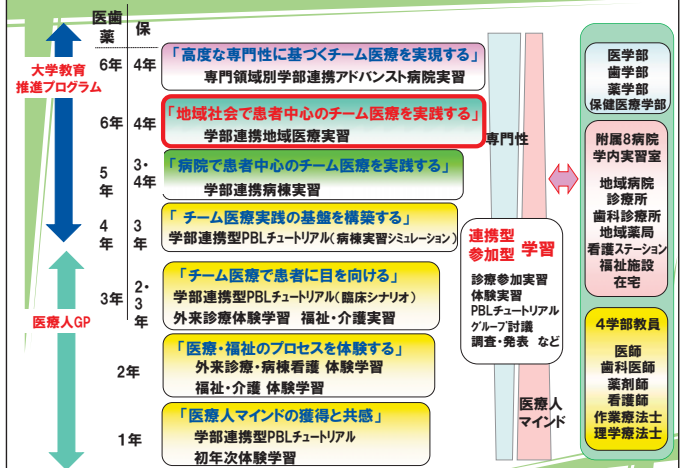 医歯薬
保
大学教育
推進プログラム
6年
4年
「高度な専門性に基づくチーム医療を実現する」
専門領域別学部連携アドバンスト病院実習
6年
4年
「地域社会で患者中心のチーム医療を実践する」
学部連携地域医療実習
5年
3・4年
「病院で患者中心のチーム医療を実践する」
学部連携病棟実習
4年
3年
「 チーム医療実践の基盤を構築する」
学部連携型PBLチュートリアル(病棟実習シミュレーション)
医療人GP
3年
2・3年
「チーム医療で患者に目を向ける」
学部連携型PBLチュートリアル(臨床シナリオ)
外来診療体験学習 福祉・介護実習
2年
「医療・福祉のプロセスを体験する」
外来診療・病棟看護 体験学習
福祉・介護 体験学習
1年
「医療人マインドの獲得と共感」
学部連携型PBLチュートリアル
初年次体験学習
専門性
連携型
参加型
学習
診療参加実習
体験実習
PBLチュートリアル
グループ討議
調査・発表 など
医療人
マインド
医学部
歯学部
薬学部
保健医療学部
附属8病院
学内実習室
地域病院
診療所
歯科診療所
地域薬局
看護ステーション
福祉施設
在宅
4学部教員
医師
歯科医師
薬剤師
看護師
作業療法士
理学療法士